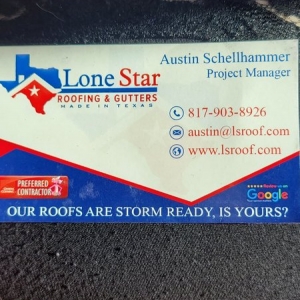 Austin Schellhammer
Project Manager
Lone Star
ROOFING & GUTTERS
MADE IN TEXAS
817-903-8926
austin@lsroof.com
www.lsroof.com
PREFERRED
CONTRACTOR
Google
OUR ROOFS ARE STORM READY, IS YOURS?